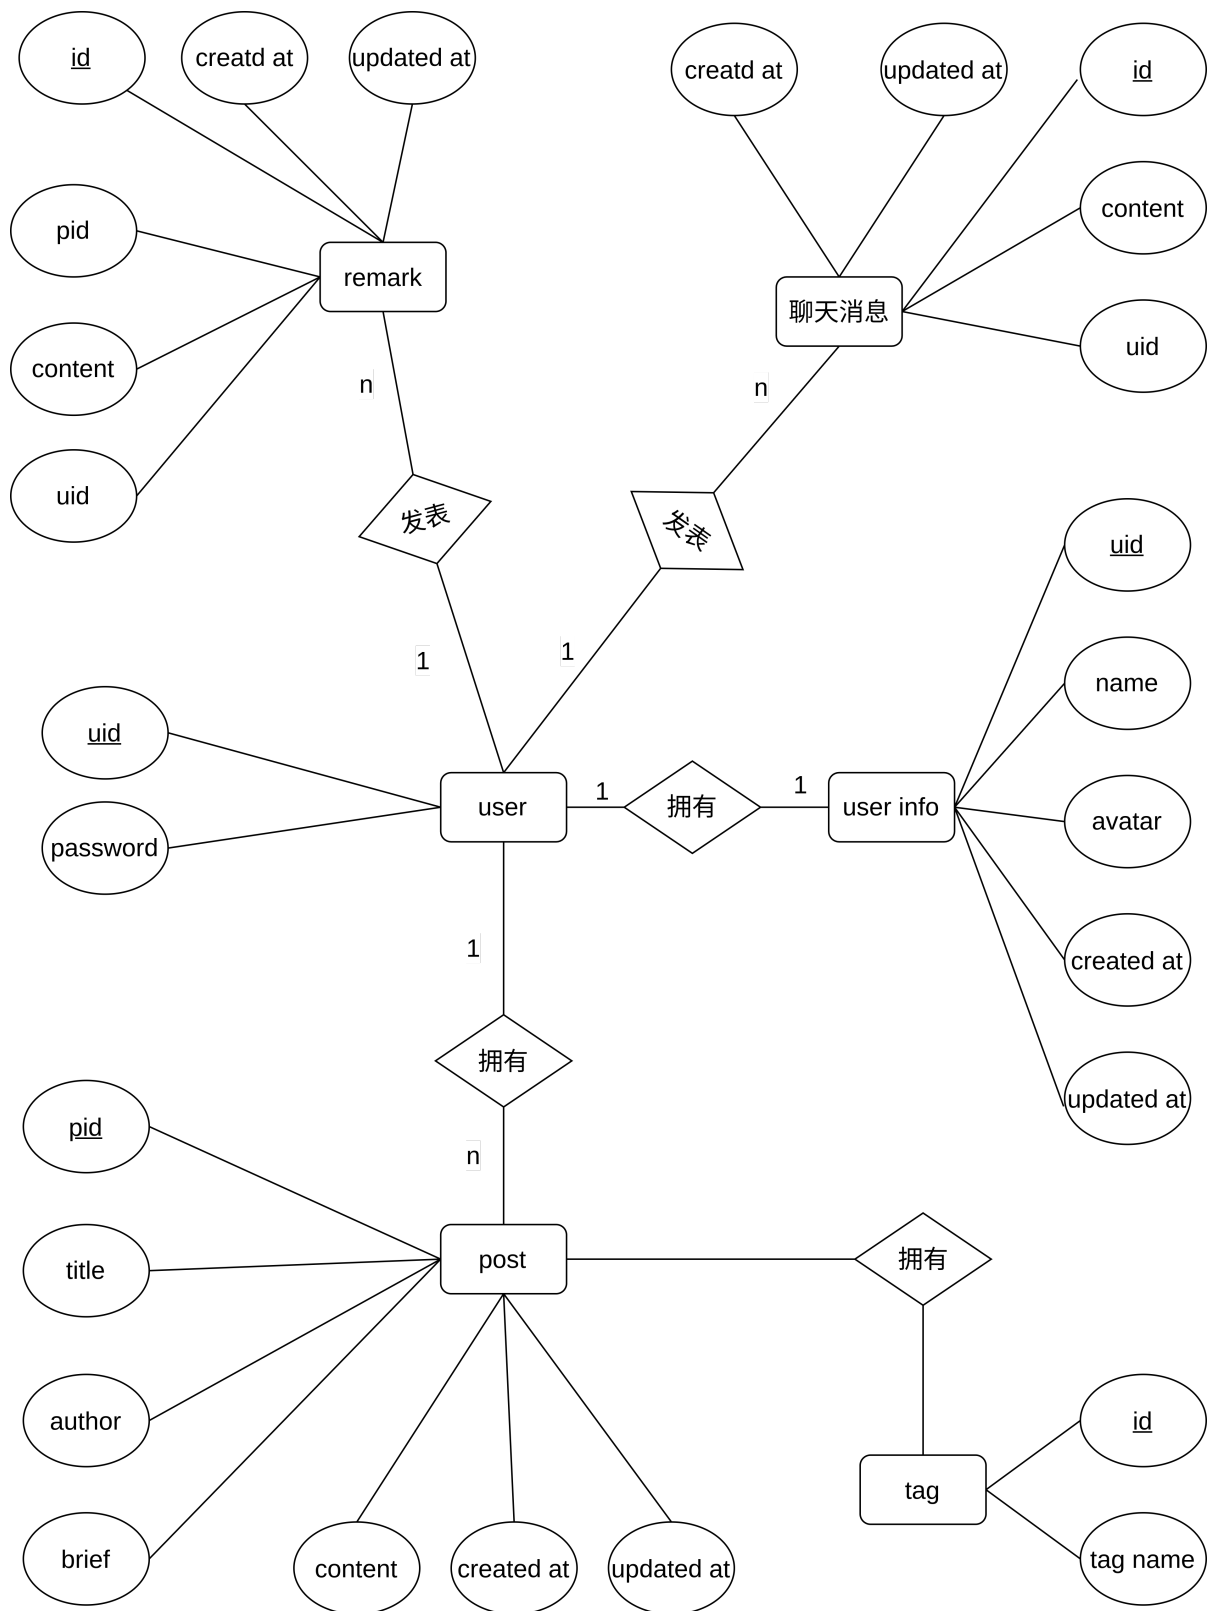 id
creatd at
updated at
creatd at
updated at
id
pid
content
remark
聊天消息
content
uid
n
n
uid
发表
发表
uid
1
1
name
uid
user
1
拥有
1
user info
avatar
password
1
created at
拥有
updated at
pid
n
title
post
拥有
author
id
tag
brief
content
created at
updated at
tag name